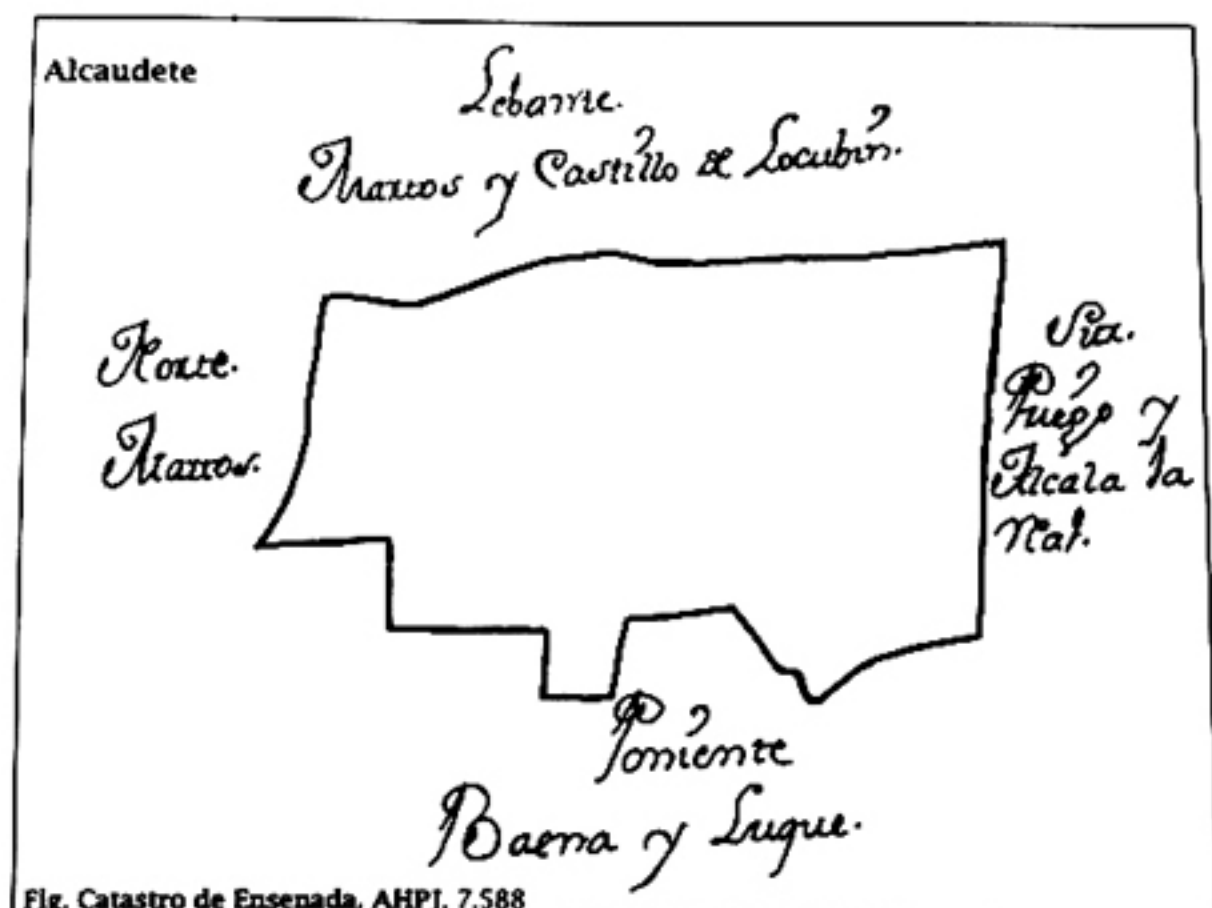 Alcaudete
Lebante.
Martos y Castillo de Locubin.
Norte.
Martos.
Sur.
Priego y
Alcala la
Ral.
Poniente
Baena y Luque.
Fig. Catastro de Ensenada, AHPJ, 7.588